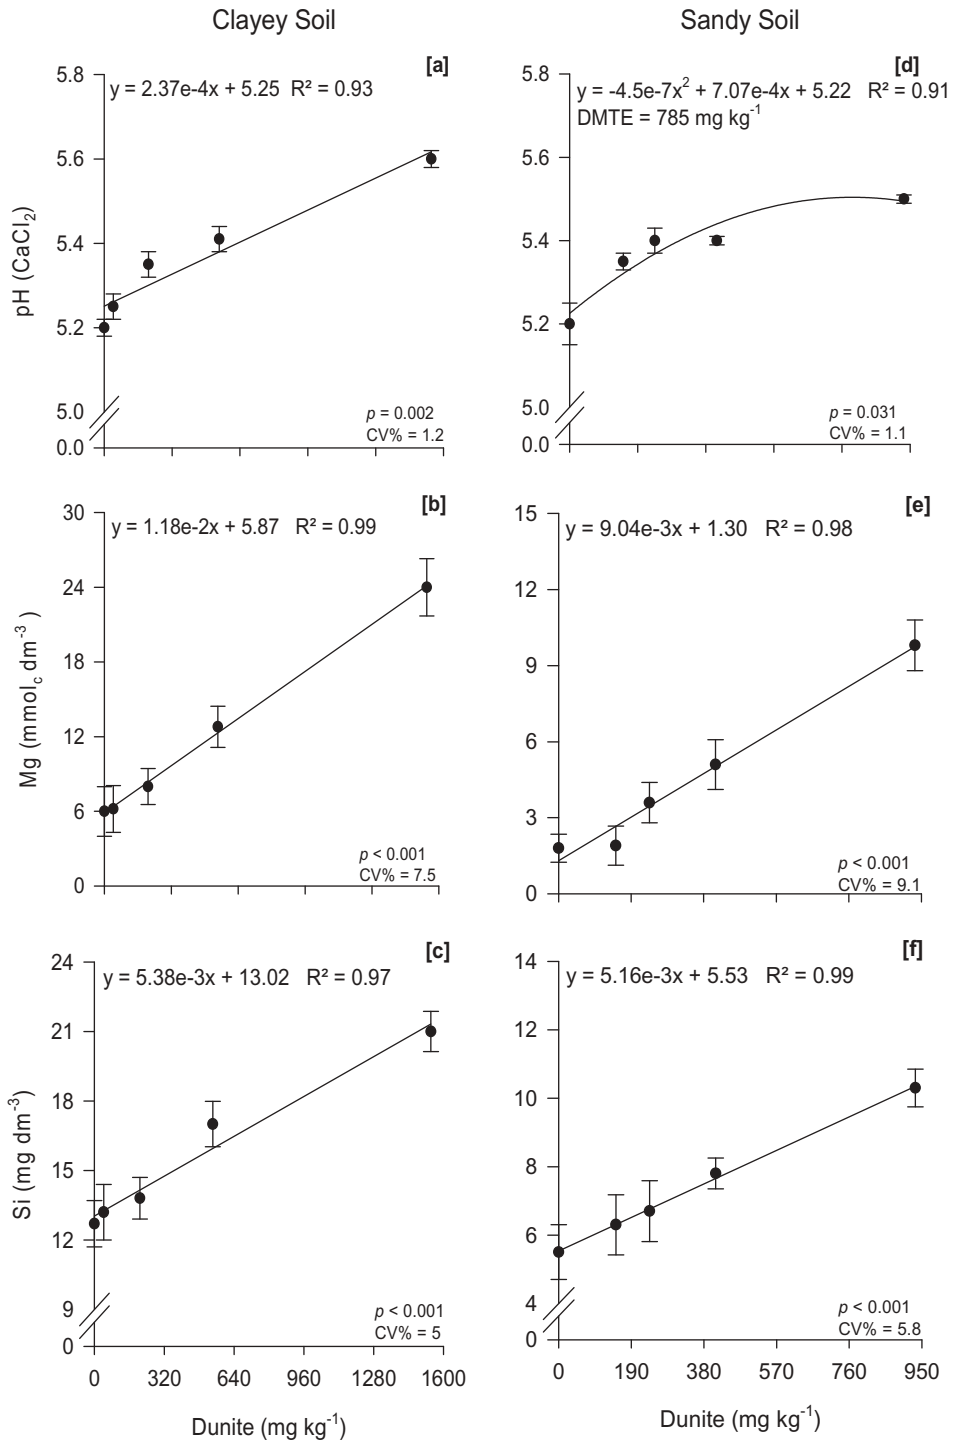 Clayey Soil
Sandy Soil
[a]
y = 2.37e-4x + 5.25 R² = 0.93
5.8
5.6
5.4
5.2
5.0
0.0
pH (CaCl₂)
p = 0.002
CV% = 1.2
[d]
y = -4.5e-7x² + 7.07e-4x + 5.22 R² = 0.91
DMTE = 785 mg kg⁻¹
5.8
5.6
5.4
5.2
5.0
0.0
p = 0.031
CV% = 1.1
[b]
y = 1.18e-2x + 5.87 R² = 0.99
30
24
18
12
6
0
Mg (mmol꜀ dm⁻³)
p < 0.001
CV% = 7.5
[e]
y = 9.04e-3x + 1.30 R² = 0.98
15
12
9
6
3
0
p < 0.001
CV% = 9.1
[c]
y = 5.38e-3x + 13.02 R² = 0.97
24
21
18
15
12
9
0
Si (mg dm⁻³)
p < 0.001
CV% = 5
0 320 640 960 1280 1600
Dunite (mg kg⁻¹)
[f]
y = 5.16e-3x + 5.53 R² = 0.99
14
12
10
8
6
4
0
p < 0.001
CV% = 5.8
0 190 380 570 760 950
Dunite (mg kg⁻¹)